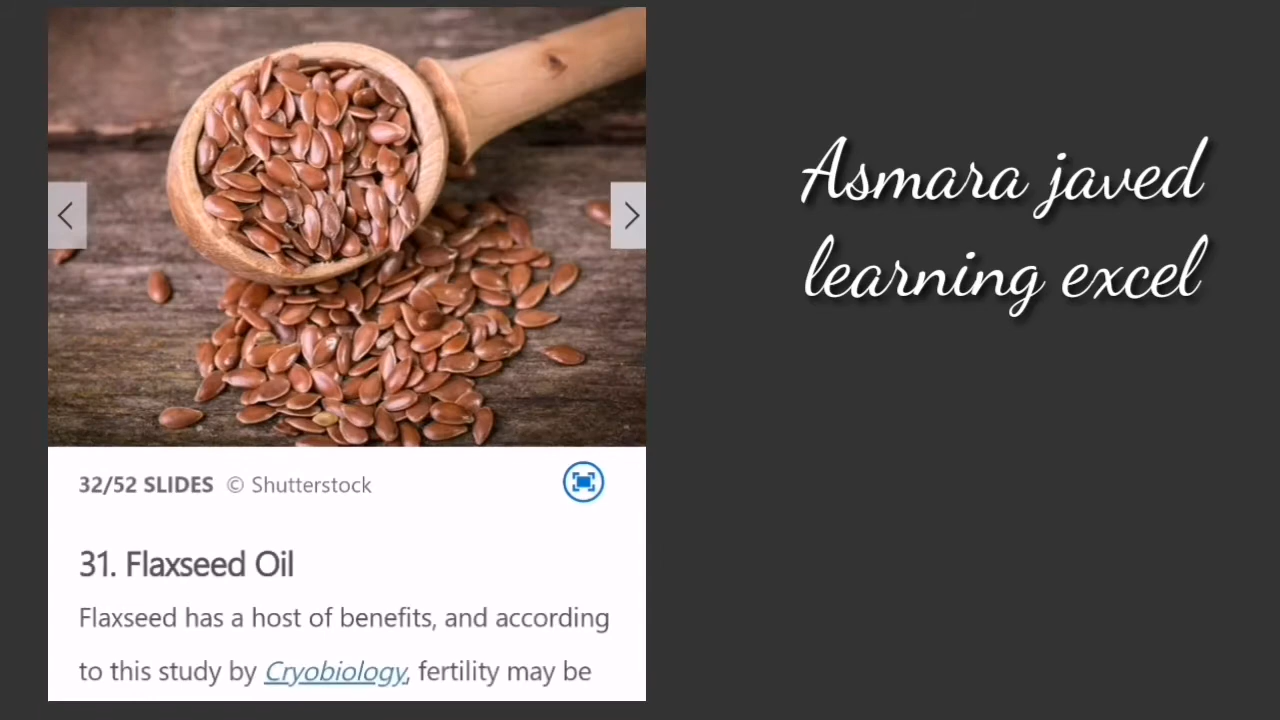 Asmara javed
learning excel
32/52 SLIDES © Shutterstock
31. Flaxseed Oil
Flaxseed has a host of benefits, and according
to this study by Cryobiology, fertility may be